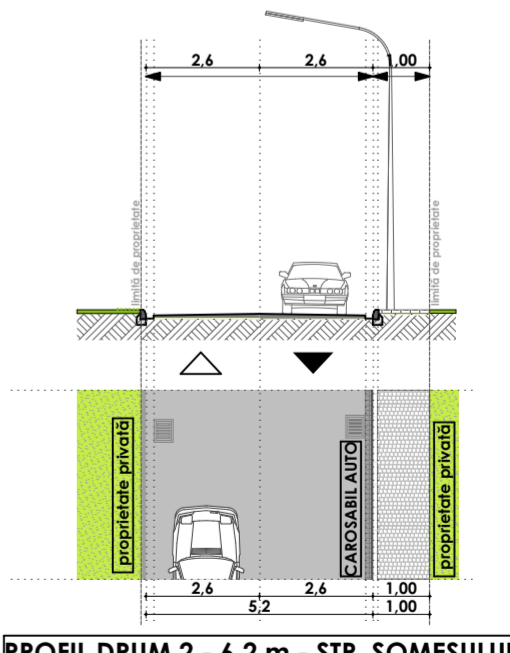 2,6 2,6 1,00
limită de proprietate
limită de proprietate
proprietate privată
CAROSABIL AUTO
proprietate privată
2,6 2,6 1,00
5,2 1,00
PROFIL DRUM 2 - 6,2 m - STR. SOMEȘULUI